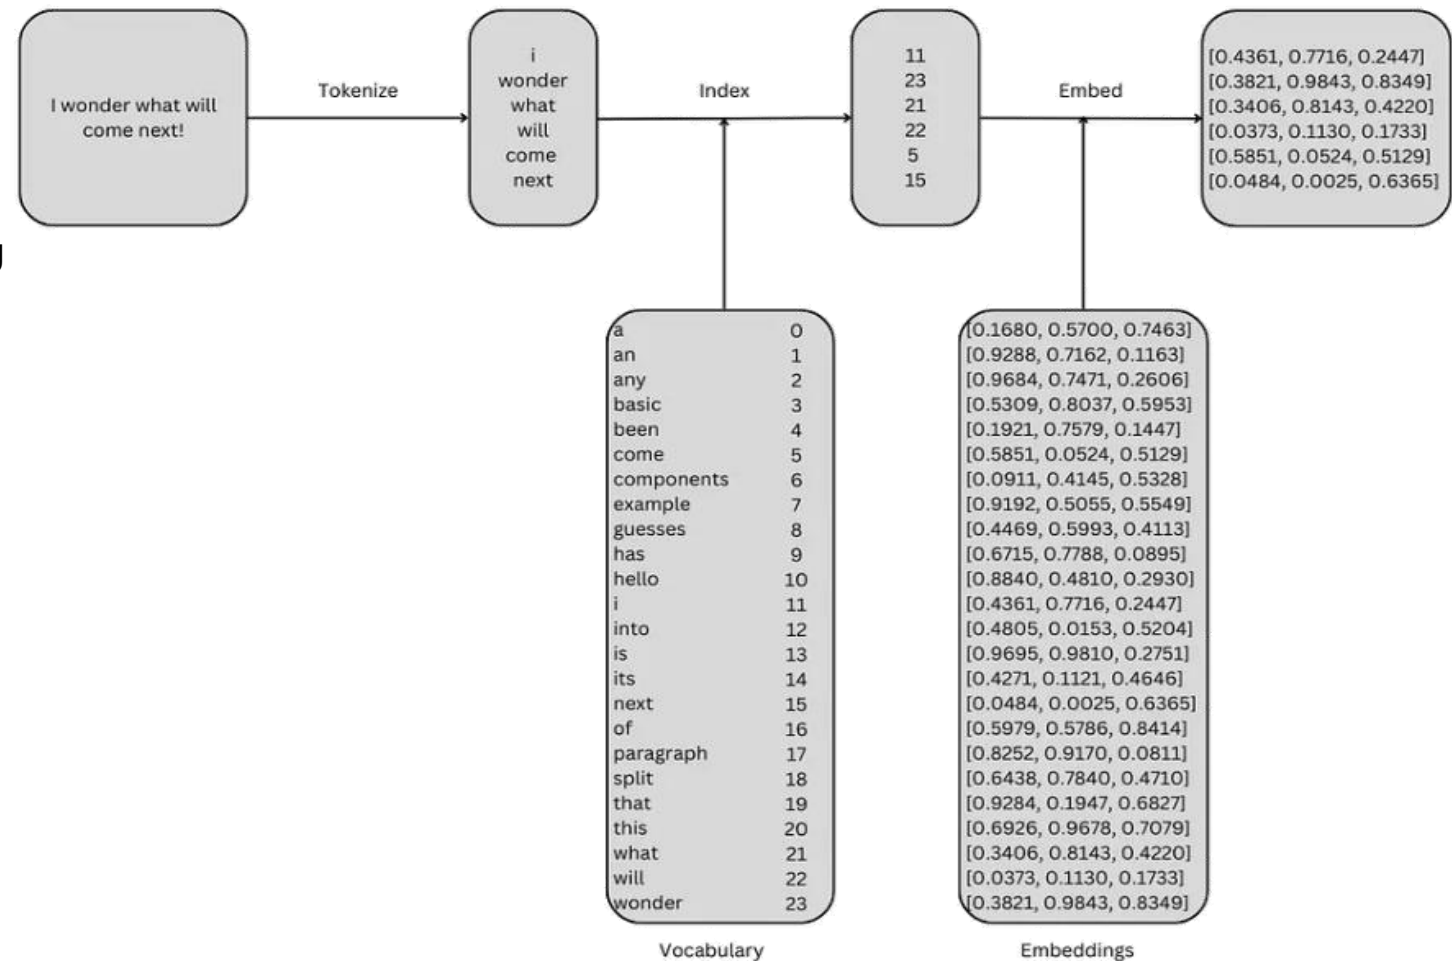 I wonder what will
come next!
Tokenize
i
wonder
what
will
come
next
Index
11
23
21
22
5
15
Embed
[0.4361, 0.7716, 0.2447]
[0.3821, 0.9843, 0.8349]
[0.3406, 0.8143, 0.4220]
[0.0373, 0.1130, 0.1733]
[0.5851, 0.0524, 0.5129]
[0.0484, 0.0025, 0.6365]
a 0
an 1
any 2
basic 3
been 4
come 5
components 6
example 7
guesses 8
has 9
hello 10
i 11
into 12
is 13
its 14
next 15
of 16
paragraph 17
split 18
that 19
this 20
what 21
will 22
wonder 23
Vocabulary
[0.1680, 0.5700, 0.7463]
[0.9288, 0.7162, 0.1163]
[0.9684, 0.7471, 0.2606]
[0.5309, 0.8037, 0.5953]
[0.1921, 0.7579, 0.1447]
[0.5851, 0.0524, 0.5129]
[0.0911, 0.4145, 0.5328]
[0.9192, 0.5055, 0.5549]
[0.4469, 0.5993, 0.4113]
[0.6715, 0.7788, 0.0895]
[0.8840, 0.4810, 0.2930]
[0.4361, 0.7716, 0.2447]
[0.4805, 0.0153, 0.5204]
[0.9695, 0.9810, 0.2751]
[0.4271, 0.1121, 0.4646]
[0.0484, 0.0025, 0.6365]
[0.5979, 0.5786, 0.8414]
[0.8252, 0.9170, 0.0811]
[0.6438, 0.7840, 0.4710]
[0.9284, 0.1947, 0.6827]
[0.6926, 0.9678, 0.7079]
[0.3406, 0.8143, 0.4220]
[0.0373, 0.1130, 0.1733]
[0.3821, 0.9843, 0.8349]
Embeddings